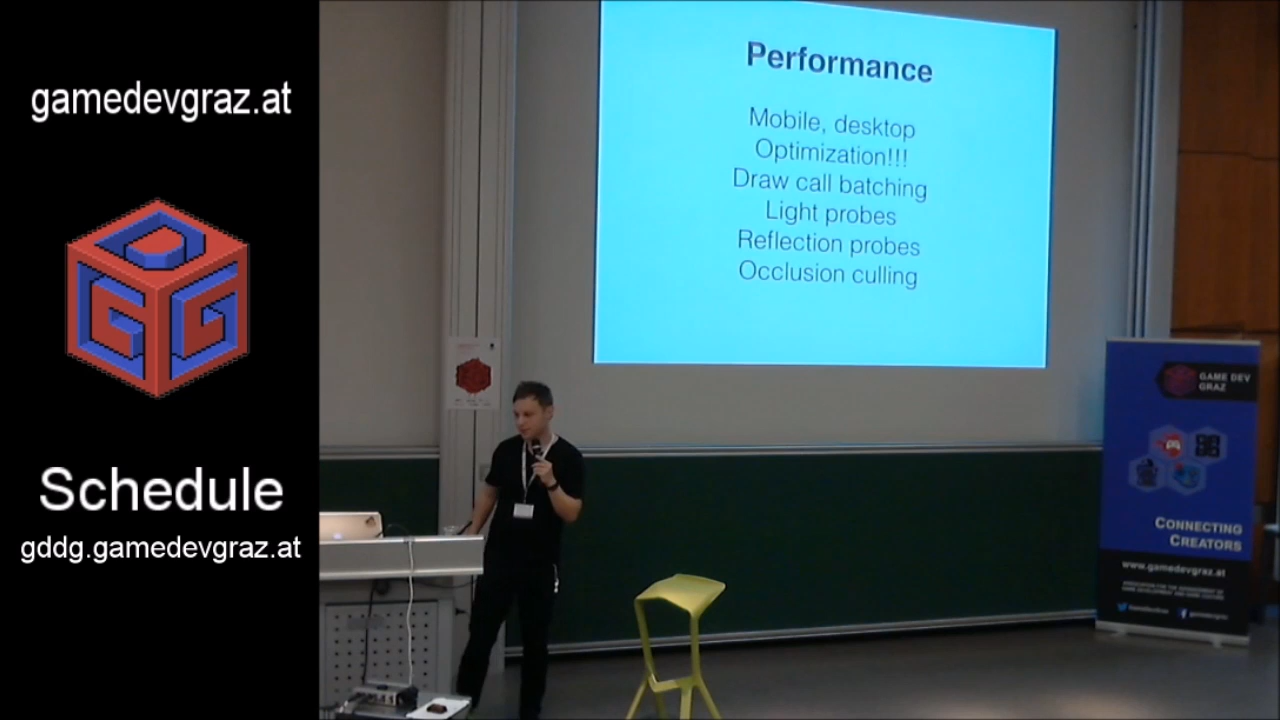 gamedevgraz.at
Schedule
gddg.gamedevgraz.at
Performance
Mobile, desktop
Optimization!!!
Draw call batching
Light probes
Reflection probes
Occlusion culling
GAME DEV
GRAZ
CONNECTING
CREATORS
www.gamedevgraz.at